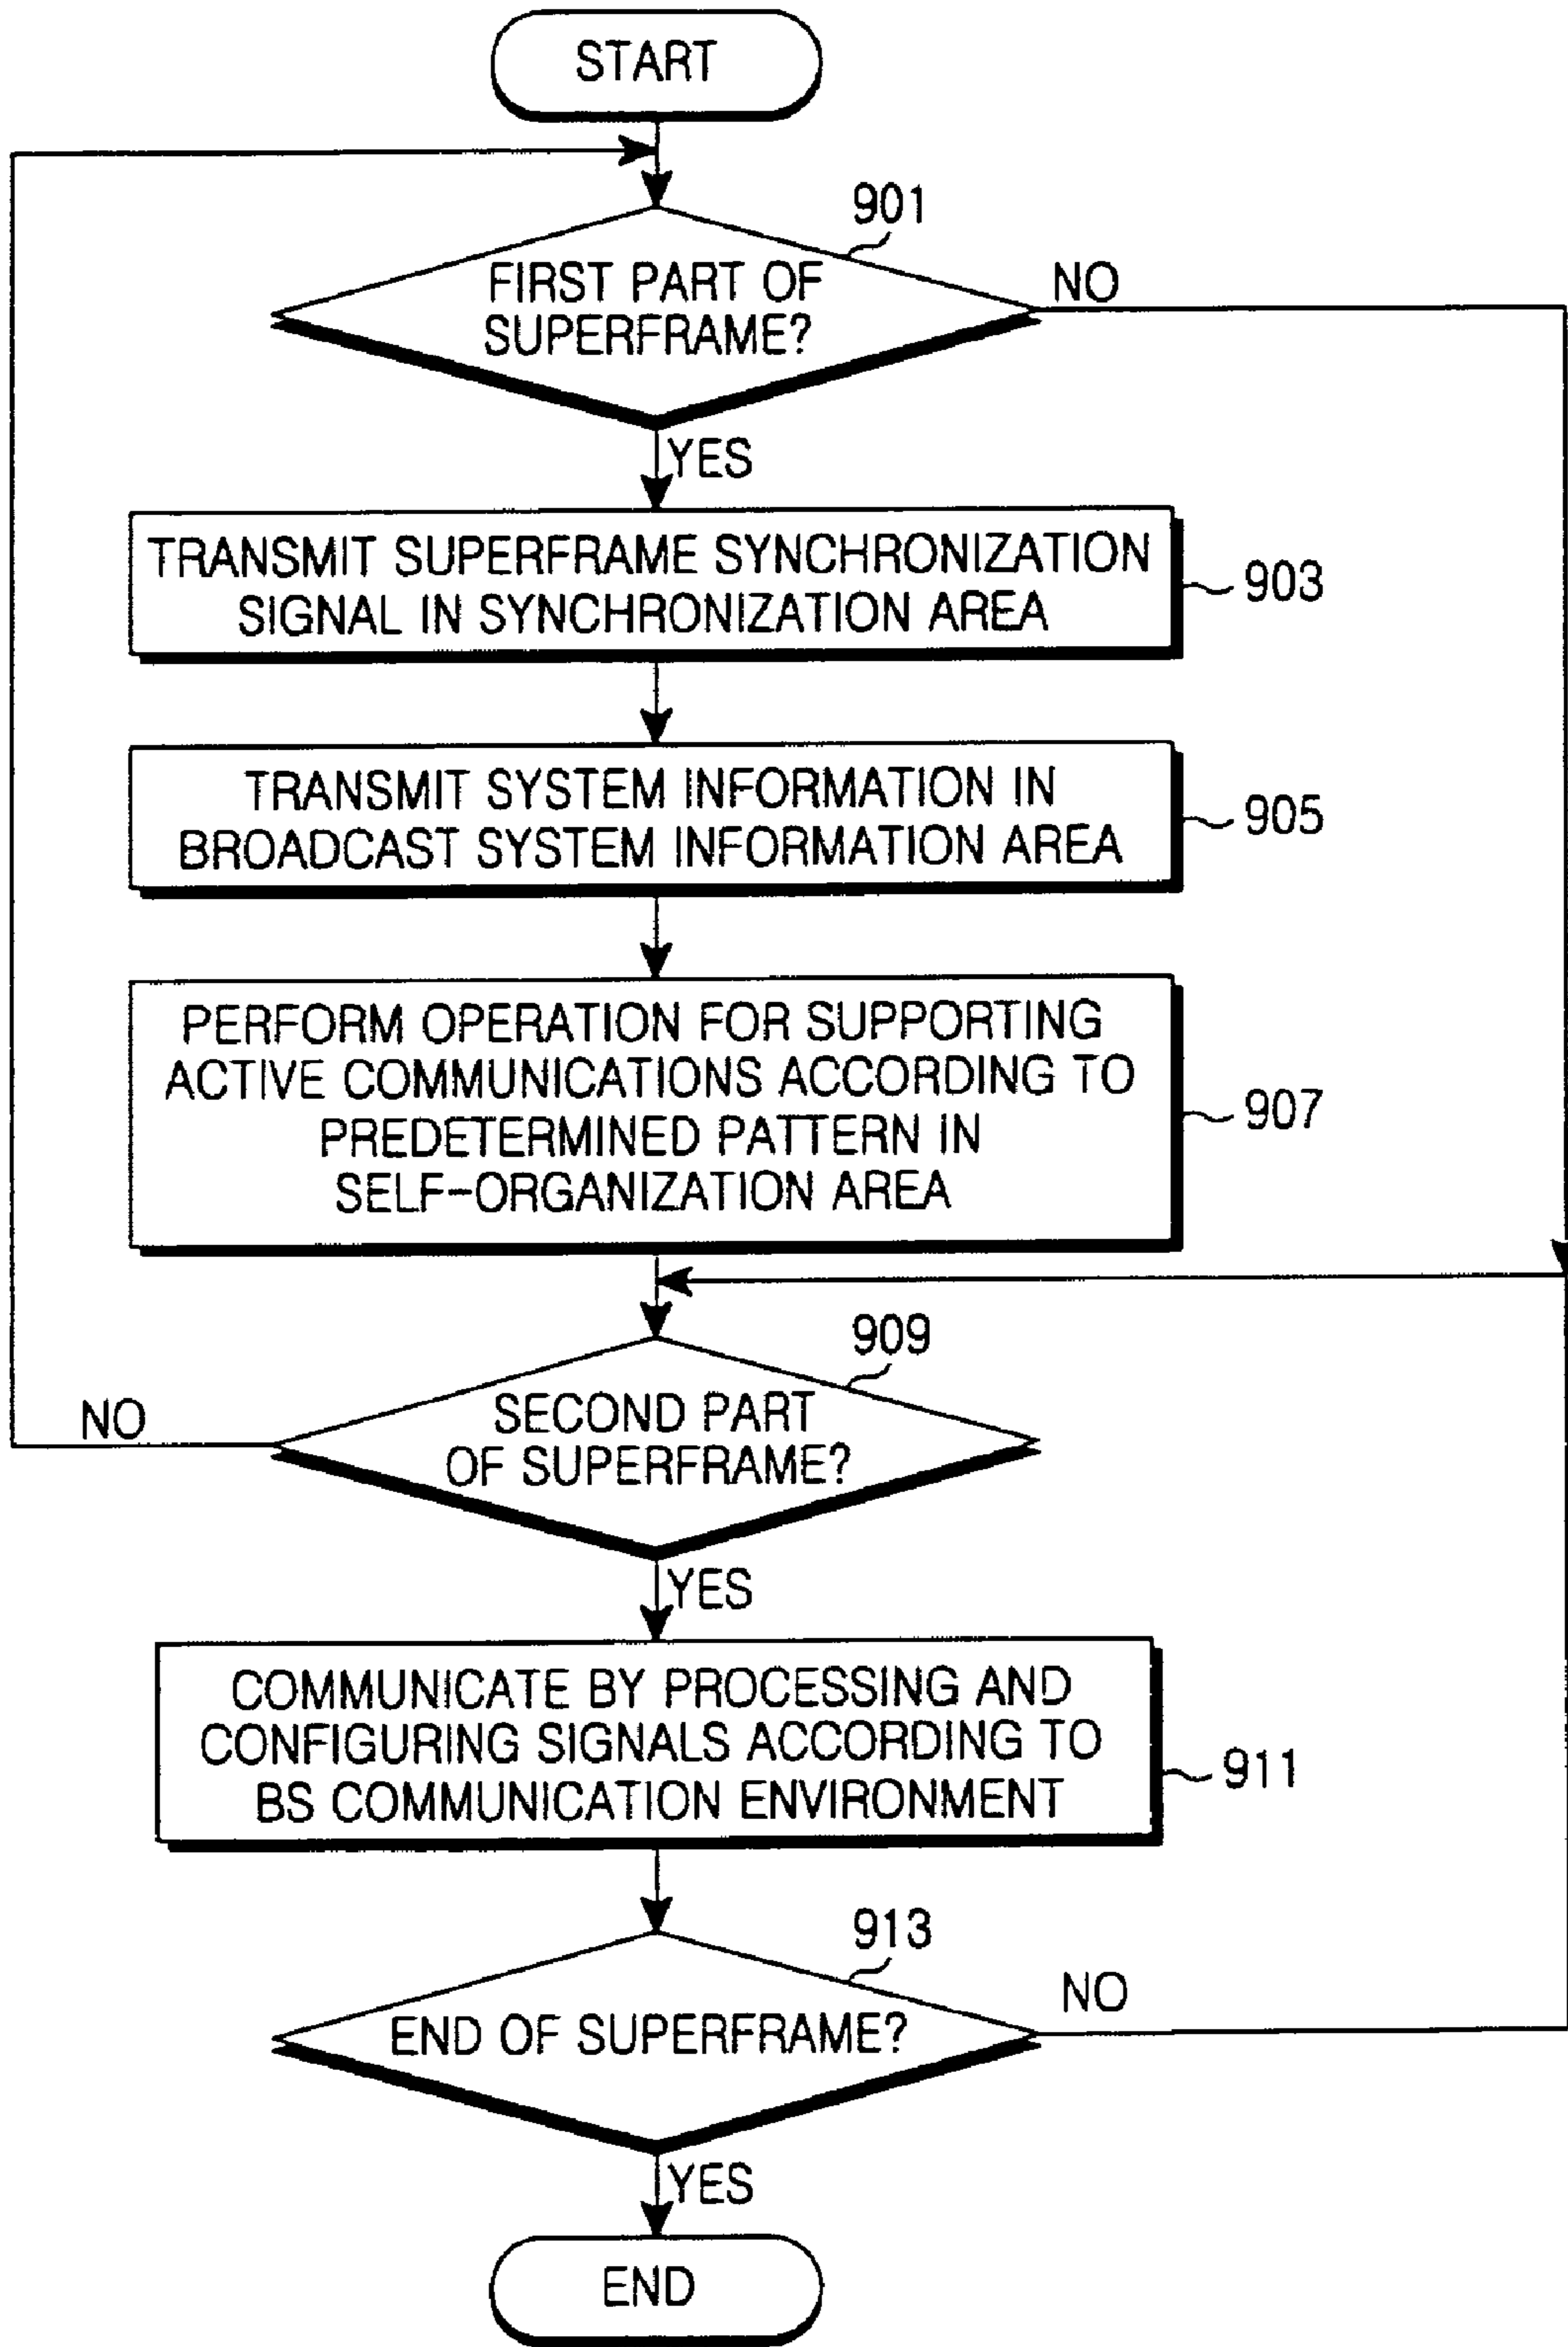 START
901
FIRST PART OF
SUPERFRAME?
NO
YES
TRANSMIT SUPERFRAME SYNCHRONIZATION
SIGNAL IN SYNCHRONIZATION AREA
903
TRANSMIT SYSTEM INFORMATION IN
BROADCAST SYSTEM INFORMATION AREA
905
PERFORM OPERATION FOR SUPPORTING
ACTIVE COMMUNICATIONS ACCORDING TO
PREDETERMINED PATTERN IN
SELF-ORGANIZATION AREA
907
909
SECOND PART
OF SUPERFRAME?
NO
YES
COMMUNICATE BY PROCESSING AND
CONFIGURING SIGNALS ACCORDING TO
BS COMMUNICATION ENVIRONMENT
911
913
END OF SUPERFRAME?
NO
YES
END